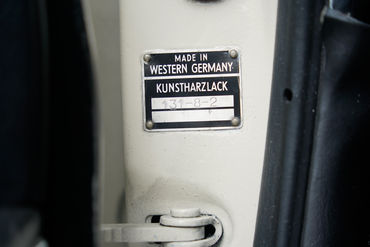 MADE IN
WESTERN GERMANY
KUNSTHARZLACK
131-8-2